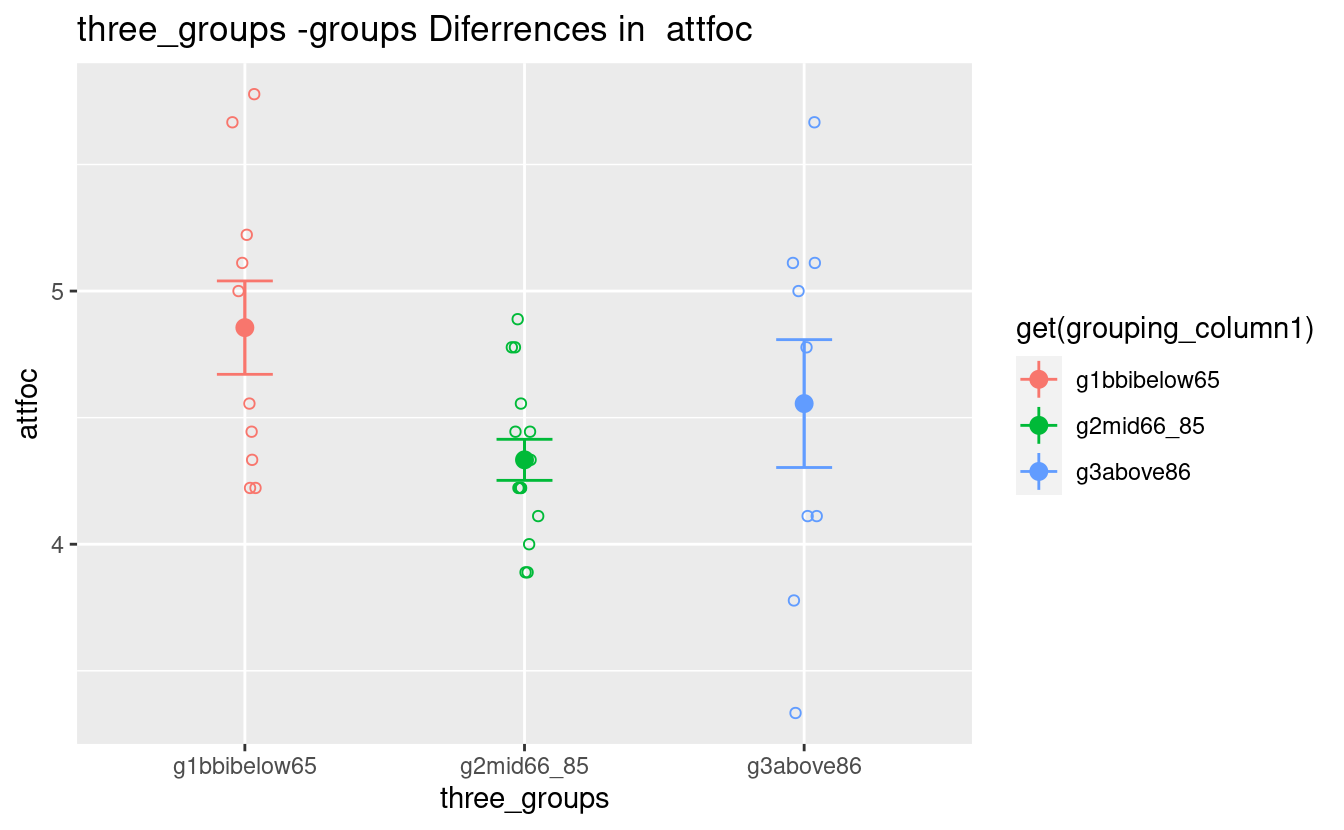 three_groups -groups Diferrences in  attfoc
attfoc
5
4
g1bbibelow65
g2mid66_85
g3above86
three_groups
get(grouping_column1)
g1bbibelow65
g2mid66_85
g3above86